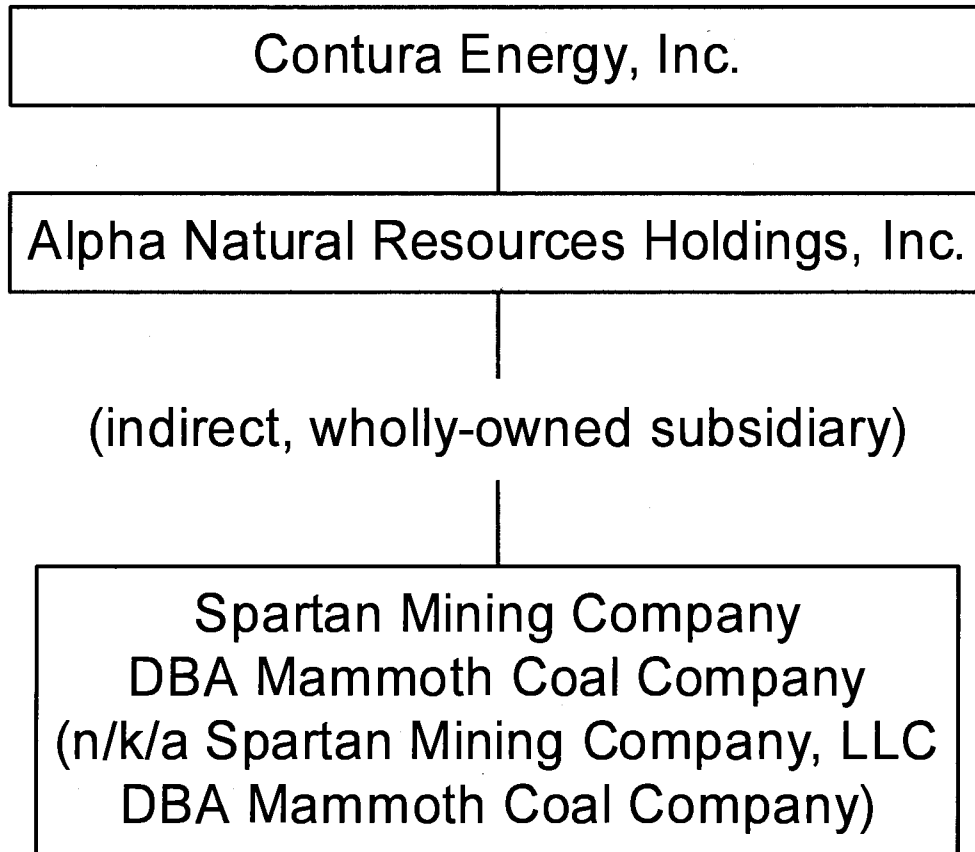 Contura Energy, Inc.
Alpha Natural Resources Holdings, Inc.
(indirect, wholly-owned subsidiary)
Spartan Mining Company
DBA Mammoth Coal Company
(n/k/a Spartan Mining Company, LLC
DBA Mammoth Coal Company)